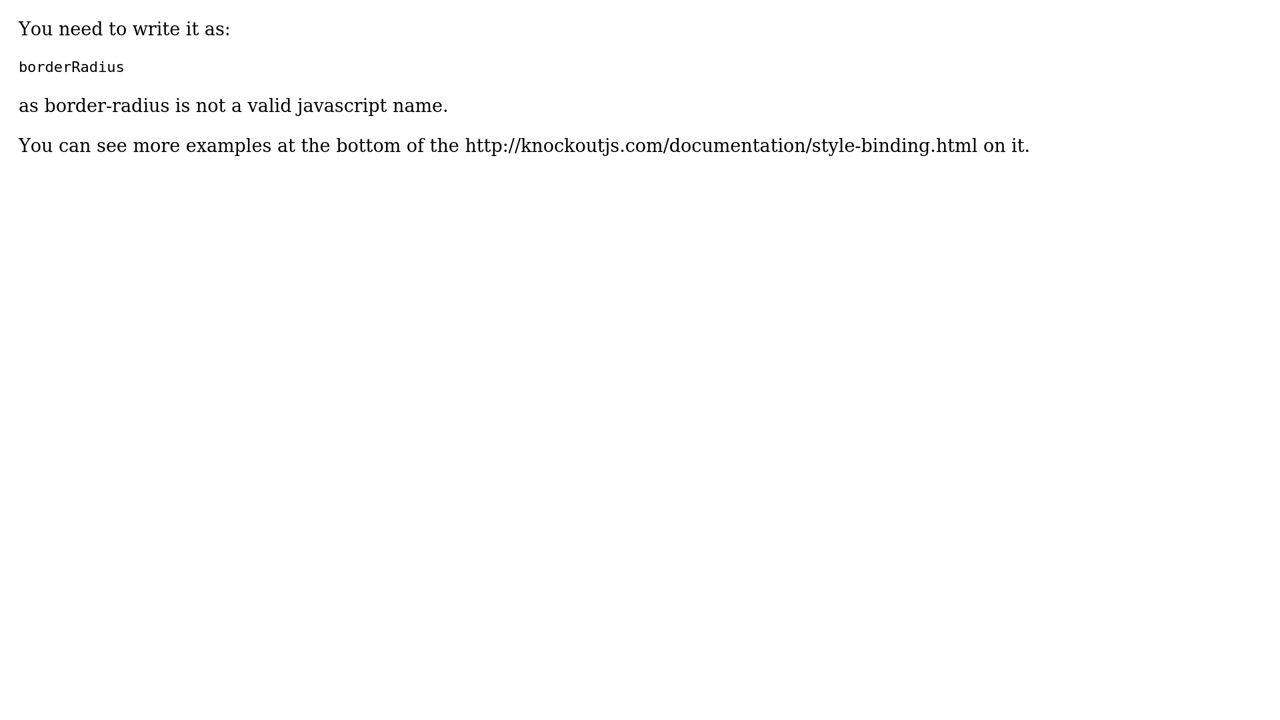 You need to write it as:
borderRadius
as border-radius is not a valid javascript name.
You can see more examples at the bottom of the http://knockoutjs.com/documentation/style-binding.html on it.